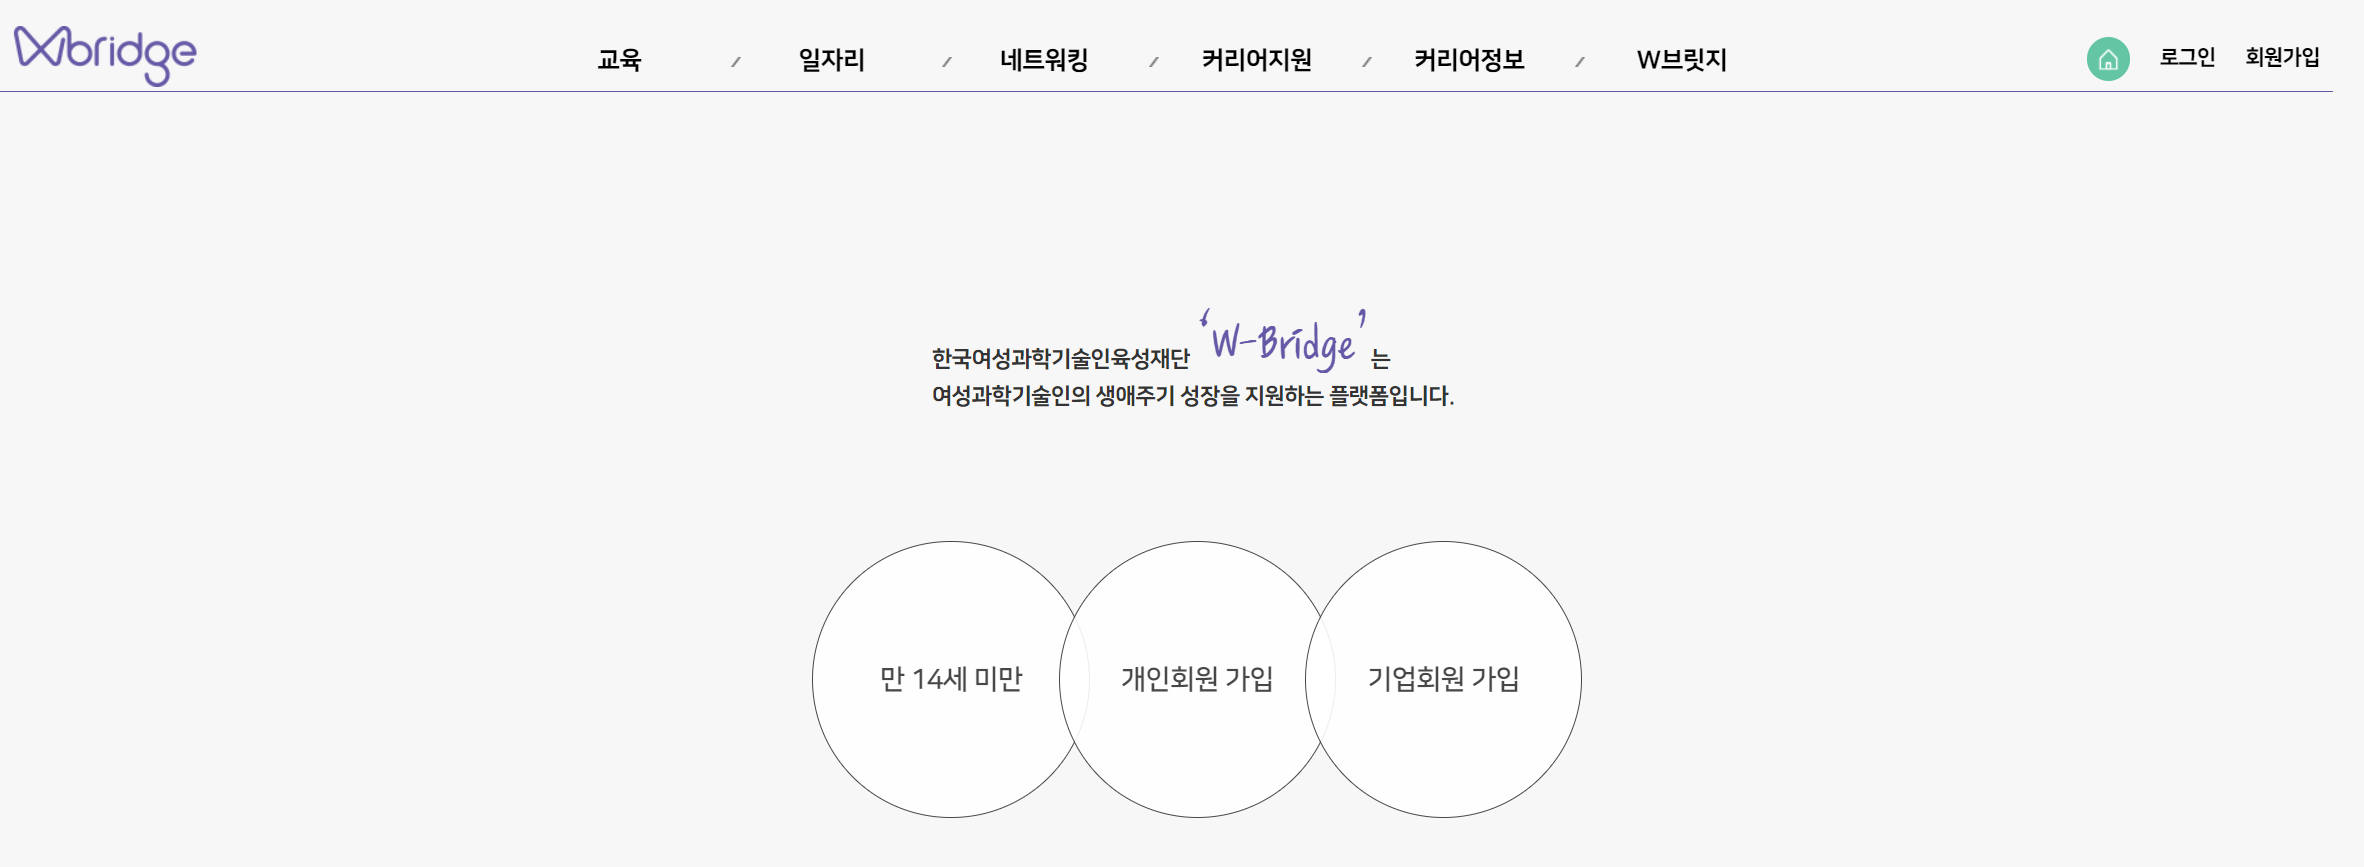 Wbridge
교육 / 일자리 / 네트워킹 / 커리어지원 / 커리어정보 / W브릿지
로그인 회원가입
한국여성과학기술인육성재단 ‘W-Bridge’ 는
여성과학기술인의 생애주기 성장을 지원하는 플랫폼입니다.
만 14세 미만
개인회원 가입
기업회원 가입